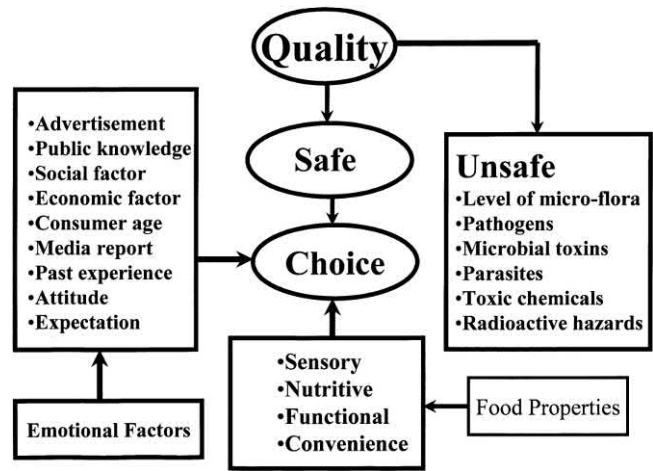 Quality
Safe
Choice
•Advertisement
•Public knowledge
•Social factor
•Economic factor
•Consumer age
•Media report
•Past experience
•Attitude
•Expectation
Emotional Factors
Unsafe
•Level of micro-flora
•Pathogens
•Microbial toxins
•Parasites
•Toxic chemicals
•Radioactive hazards
•Sensory
•Nutritive
•Functional
•Convenience
Food Properties